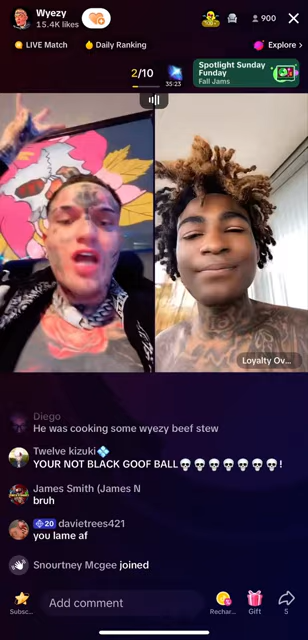 Wyezy
15.4K likes
900
LIVE Match
Daily Ranking
Explore >
2/10
35:23
Spotlight Sunday
Funday
Fall Jams
Loyalty Ov...
Diego
He was cooking some wyezy beef stew
Twelve kizuki💠
YOUR NOT BLACK GOOF BALL💀💀💀💀💀💀💀!
James Smith (James N
bruh
20 davietrees421
you lame af
Snourtney Mcgee joined
Subsc...
Add comment
Rechar...
Gift
5